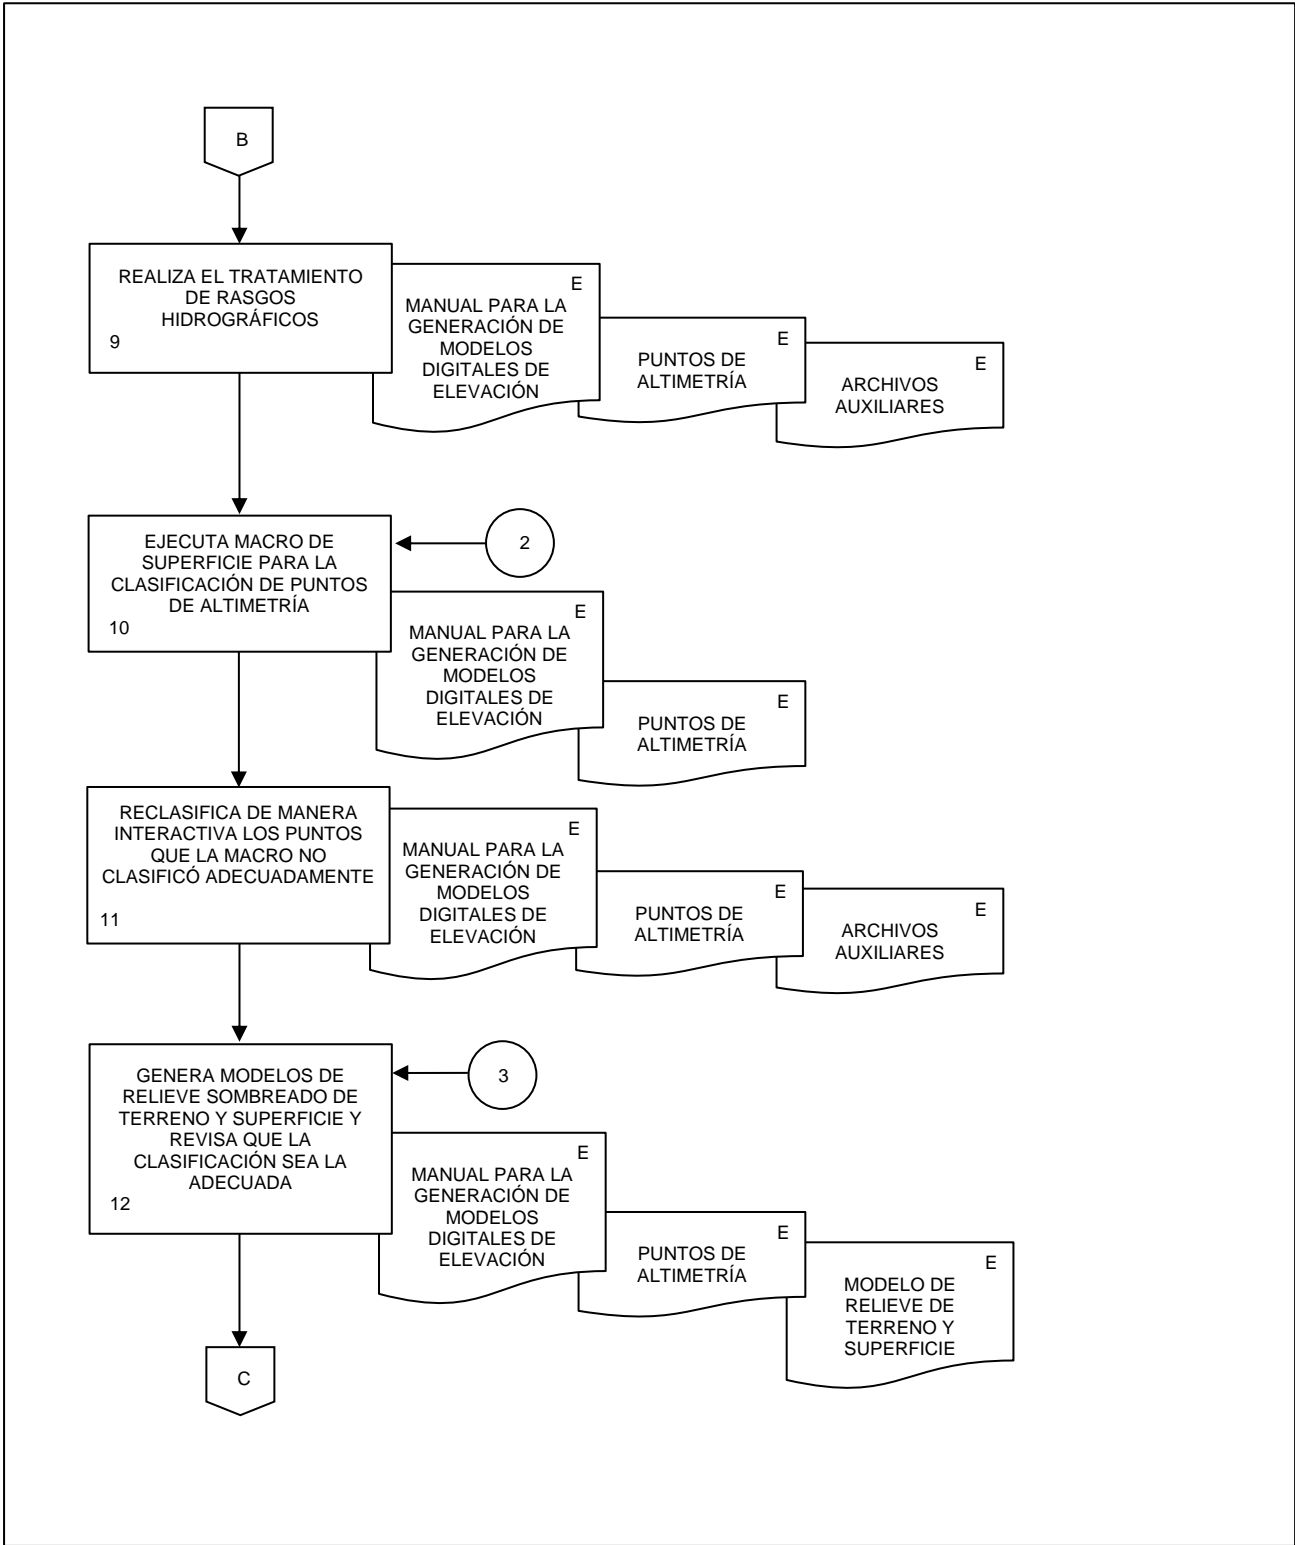 B
REALIZA EL TRATAMIENTO
DE RASGOS
HIDROGRÁFICOS
9
E
MANUAL PARA LA
GENERACIÓN DE
MODELOS
DIGITALES DE
ELEVACIÓN
E
PUNTOS DE
ALTIMETRÍA
E
ARCHIVOS
AUXILIARES
EJECUTA MACRO DE
SUPERFICIE PARA LA
CLASIFICACIÓN DE PUNTOS
DE ALTIMETRÍA
10
2
E
MANUAL PARA LA
GENERACIÓN DE
MODELOS
DIGITALES DE
ELEVACIÓN
E
PUNTOS DE
ALTIMETRÍA
RECLASIFICA DE MANERA
INTERACTIVA LOS PUNTOS
QUE LA MACRO NO
CLASIFICÓ ADECUADAMENTE
11
E
MANUAL PARA LA
GENERACIÓN DE
MODELOS
DIGITALES DE
ELEVACIÓN
E
PUNTOS DE
ALTIMETRÍA
E
ARCHIVOS
AUXILIARES
GENERA MODELOS DE
RELIEVE SOMBREADO DE
TERRENO Y SUPERFICIE Y
REVISA QUE LA
CLASIFICACIÓN SEA LA
ADECUADA
12
3
E
MANUAL PARA LA
GENERACIÓN DE
MODELOS
DIGITALES DE
ELEVACIÓN
E
PUNTOS DE
ALTIMETRÍA
E
MODELO DE
RELIEVE DE
TERRENO Y
SUPERFICIE
C